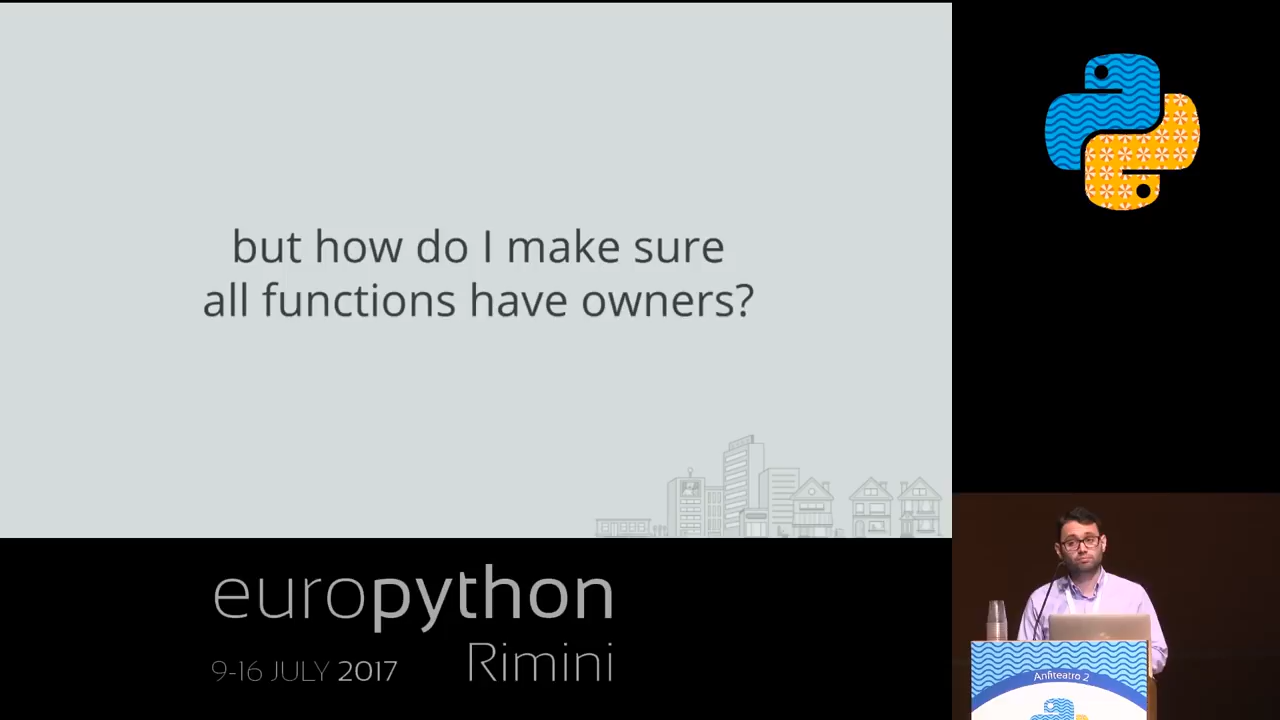 but how do I make sure
all functions have owners?
europython
9-16 JULY 2017
Rimini
Anfiteatro 2